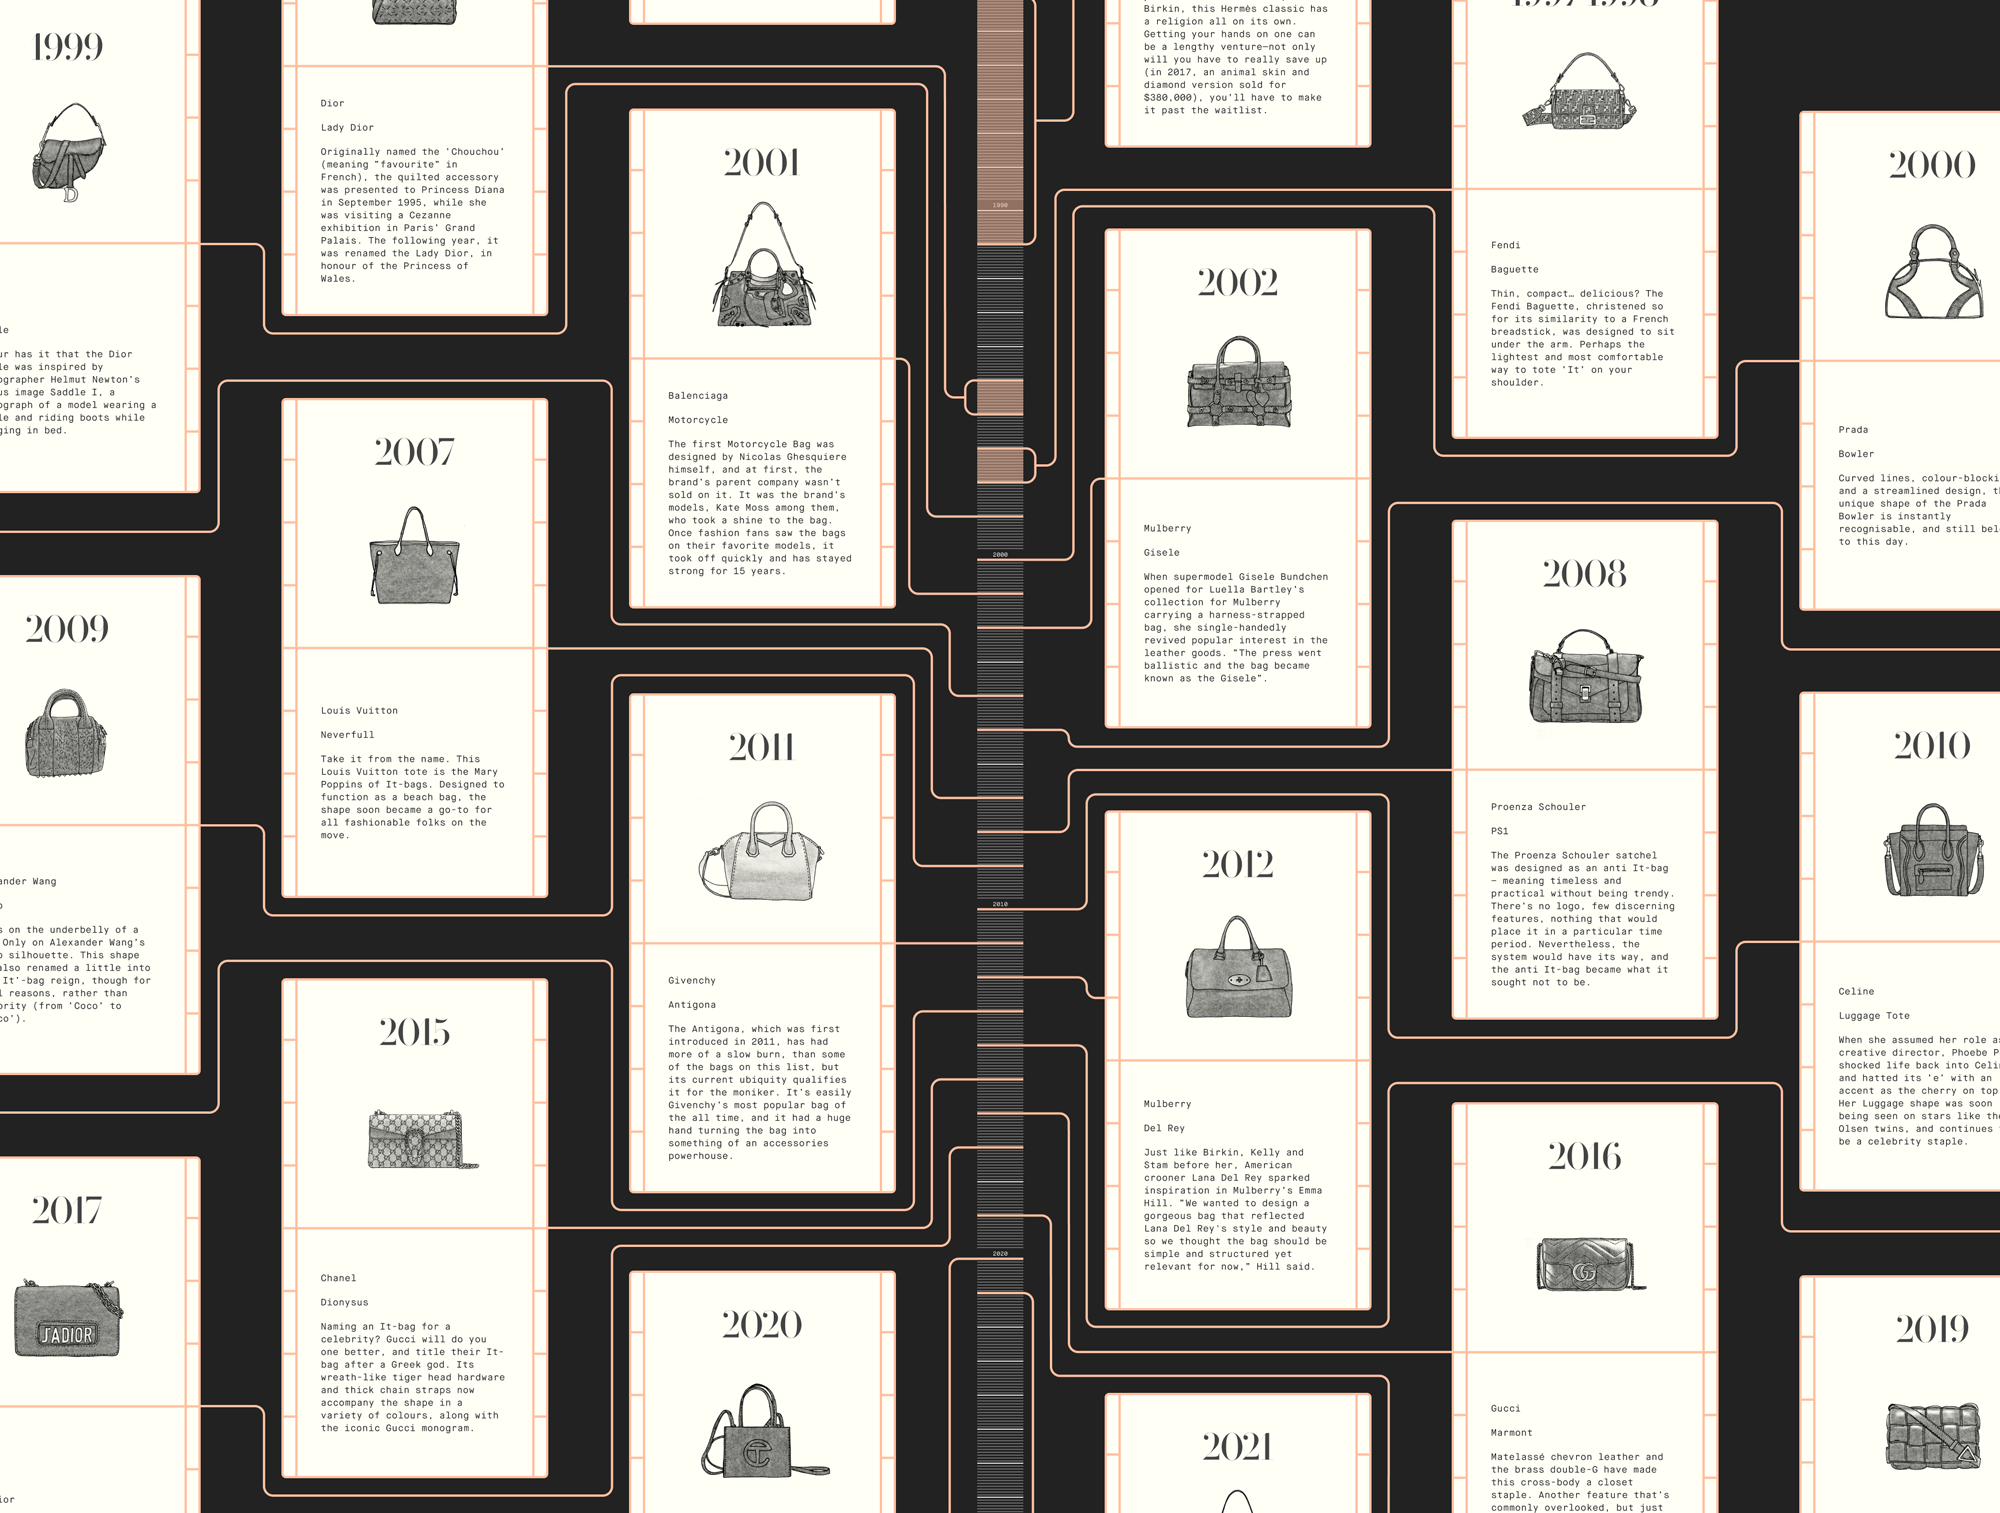 1999
le
ur has it that the Dior
le was inspired by
ographer Helmut Newton's
us image Saddle I, a
ograph of a model wearing a
le and riding boots while
ging in bed.
2009
ander Wang
o
s on the underbelly of a
Only on Alexander Wang's
o silhouette. This shape
also renamed a little into
It'-bag reign, though for
l reasons, rather than
ority (from 'Coco' to
co').
2017
J'ADIOR
ior
Dior
Lady Dior
Originally named the 'Chouchou'
(meaning "favourite" in
French), the quilted accessory
was presented to Princess Diana
in September 1995, while she
was visiting a Cezanne
exhibition in Paris' Grand
Palais. The following year, it
was renamed the Lady Dior, in
honour of the Princess of
Wales.
2007
Louis Vuitton
Neverfull
Take it from the name. This
Louis Vuitton tote is the Mary
Poppins of It-bags. Designed to
function as a beach bag, the
shape soon became a go-to for
all fashionable folks on the
move.
2015
Chanel
Dionysus
Naming an It-bag for a
celebrity? Gucci will do you
one better, and title their It-
bag after a Greek god. Its
wreath-like tiger head hardware
and thick chain straps now
accompany the shape in a
variety of colours, along with
the iconic Gucci monogram.
2001
Balenciaga
Motorcycle
The first Motorcycle Bag was
designed by Nicolas Ghesquiere
himself, and at first, the
brand's parent company wasn't
sold on it. It was the brand's
models, Kate Moss among them,
who took a shine to the bag.
Once fashion fans saw the bags
on their favorite models, it
took off quickly and has stayed
strong for 15 years.
2011
Givenchy
Antigona
The Antigona, which was first
introduced in 2011, has had
more of a slow burn, than some
of the bags on this list, but
its current ubiquity qualifies
it for the moniker. It's easily
Givenchy's most popular bag of
the all time, and it had a huge
hand turning the bag into
something of an accessories
powerhouse.
2020
1990
2000
2010
2020
Birkin, this Hermès classic has
a religion all on its own.
Getting your hands on one can
be a lengthy venture—not only
will you have to really save up
(in 2017, an animal skin and
diamond version sold for
$380,000), you'll have to make
it past the waitlist.
2002
Mulberry
Gisele
When supermodel Gisele Bundchen
opened for Luella Bartley's
collection for Mulberry
carrying a harness-strapped
bag, she single-handedly
revived popular interest in the
leather goods. "The press went
ballistic and the bag became
known as the Gisele".
2012
Mulberry
Del Rey
Just like Birkin, Kelly and
Stam before her, American
crooner Lana Del Rey sparked
inspiration in Mulberry's Emma
Hill. "We wanted to design a
gorgeous bag that reflected
Lana Del Rey's style and beauty
so we thought the bag should be
simple and structured yet
relevant for now," Hill said.
2021
1997-1998
Fendi
Baguette
Thin, compact… delicious? The
Fendi Baguette, christened so
for its similarity to a French
breadstick, was designed to sit
under the arm. Perhaps the
lightest and most comfortable
way to tote 'It' on your
shoulder.
2008
Proenza Schouler
PS1
The Proenza Schouler satchel
was designed as an anti It-bag
– meaning timeless and
practical without being trendy.
There's no logo, few discerning
features, nothing that would
place it in a particular time
period. Nevertheless, the
system would have its way, and
the anti It-bag became what it
sought not to be.
2016
Gucci
Marmont
Matelassé chevron leather and
the brass double-G have made
this cross-body a closet
staple. Another feature that's
commonly overlooked, but just
2000
Prada
Bowler
Curved lines, colour-blocki
and a streamlined design, th
unique shape of the Prada
Bowler is instantly
recognisable, and still bel
to this day.
2010
Celine
Luggage Tote
When she assumed her role as
creative director, Phoebe P
shocked life back into Celi
and hatted its 'e' with an
accent as the cherry on top
Her Luggage shape was soon
being seen on stars like the
Olsen twins, and continues
be a celebrity staple.
2019